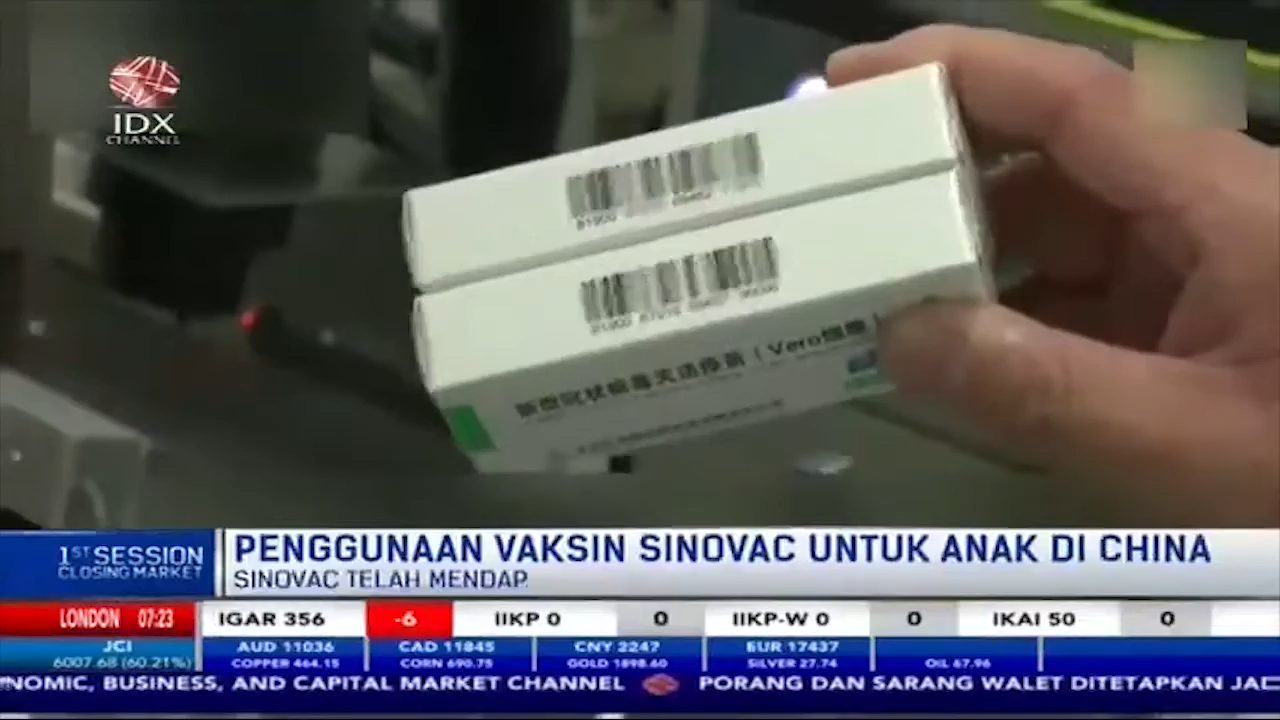 IDX
CHANNEL
(Vero
1ST SESSION
CLOSING MARKET
PENGGUNAAN VAKSIN SINOVAC UNTUK ANAK DI CHINA
SINOVAC TELAH MENDAP
LONDON 07:23 IGAR 356 -6 IIKP 0 0 IIKP-W 0 0 IKAI 50 0
JCI AUD 11036 CAD 11845 CNY 2247 EUR 17437
6007.68 (60.21%) COPPER 464.15 CORN 690.75 GOLD 1898.60 SILVER 27.74 OIL 67.96
NOMIC, BUSINESS, AND CAPITAL MARKET CHANNEL PORANG DAN SARANG WALET DITETAPKAN JAD